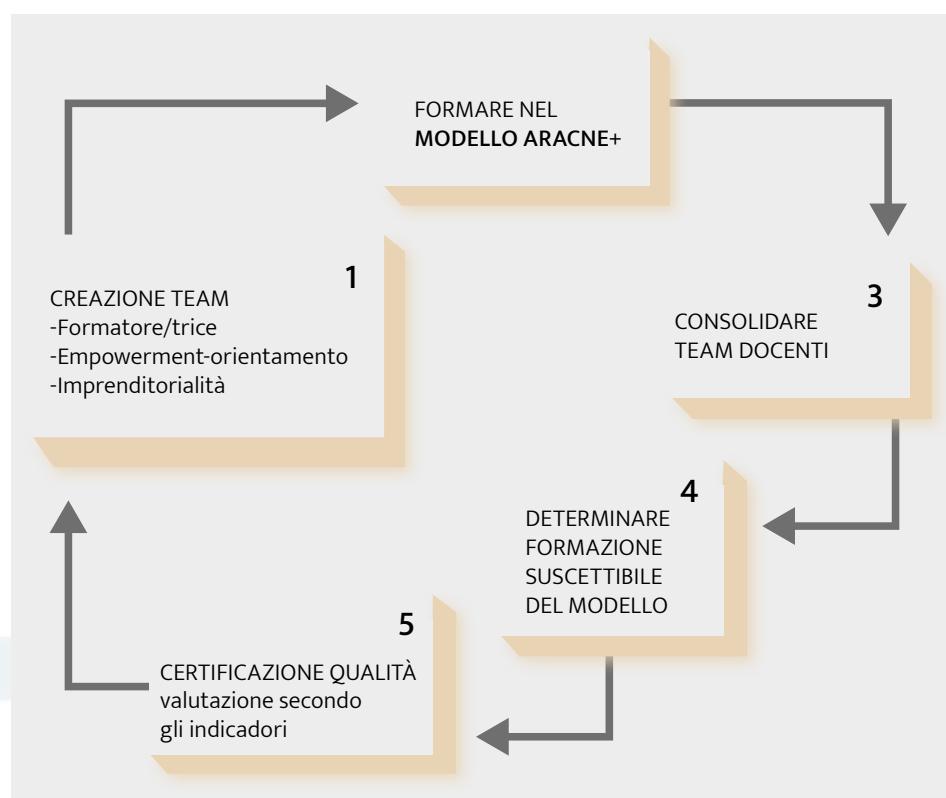 FORMARE NEL
MODELLO ARACNE+
1
CREAZIONE TEAM
-Formatore/trice
-Empowerment-orientamento
-Imprenditorialità
3
CONSOLIDARE
TEAM DOCENTI
4
DETERMINARE
FORMAZIONE
SUSCETTIBILE
DEL MODELLO
5
CERTIFICAZIONE QUALITÀ
valutazione secondo
gli indicadori